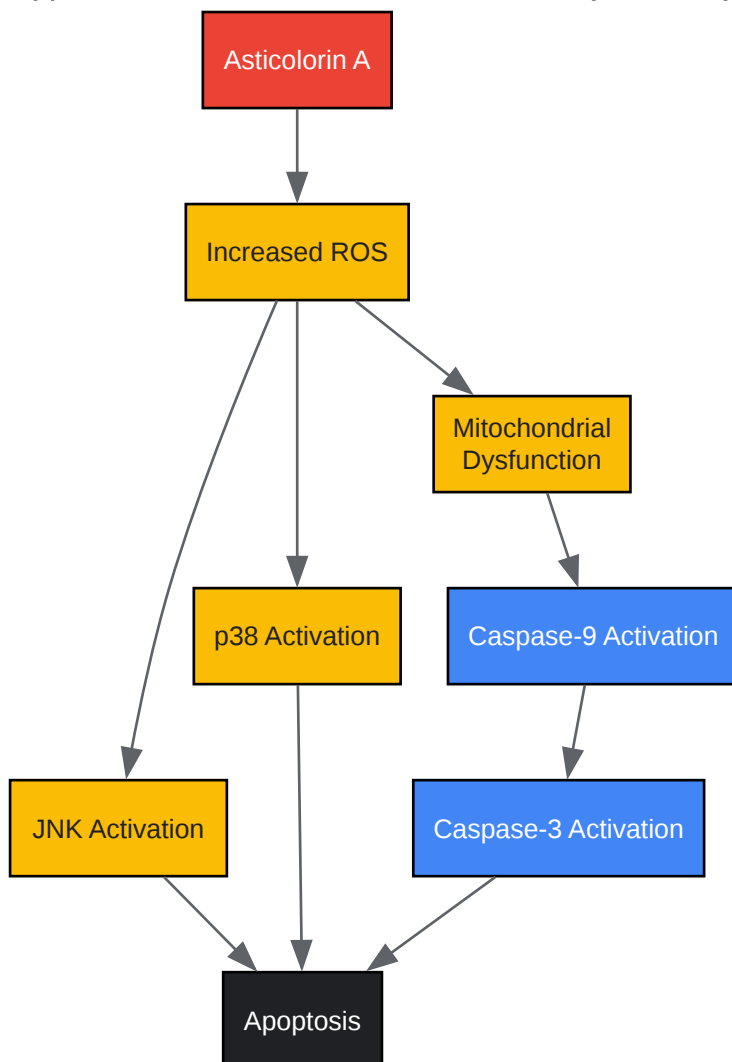 Asticolorin A
Increased ROS
Mitochondrial
Dysfunction
p38 Activation
Caspase-9 Activation
JNK Activation
Caspase-3 Activation
Apoptosis